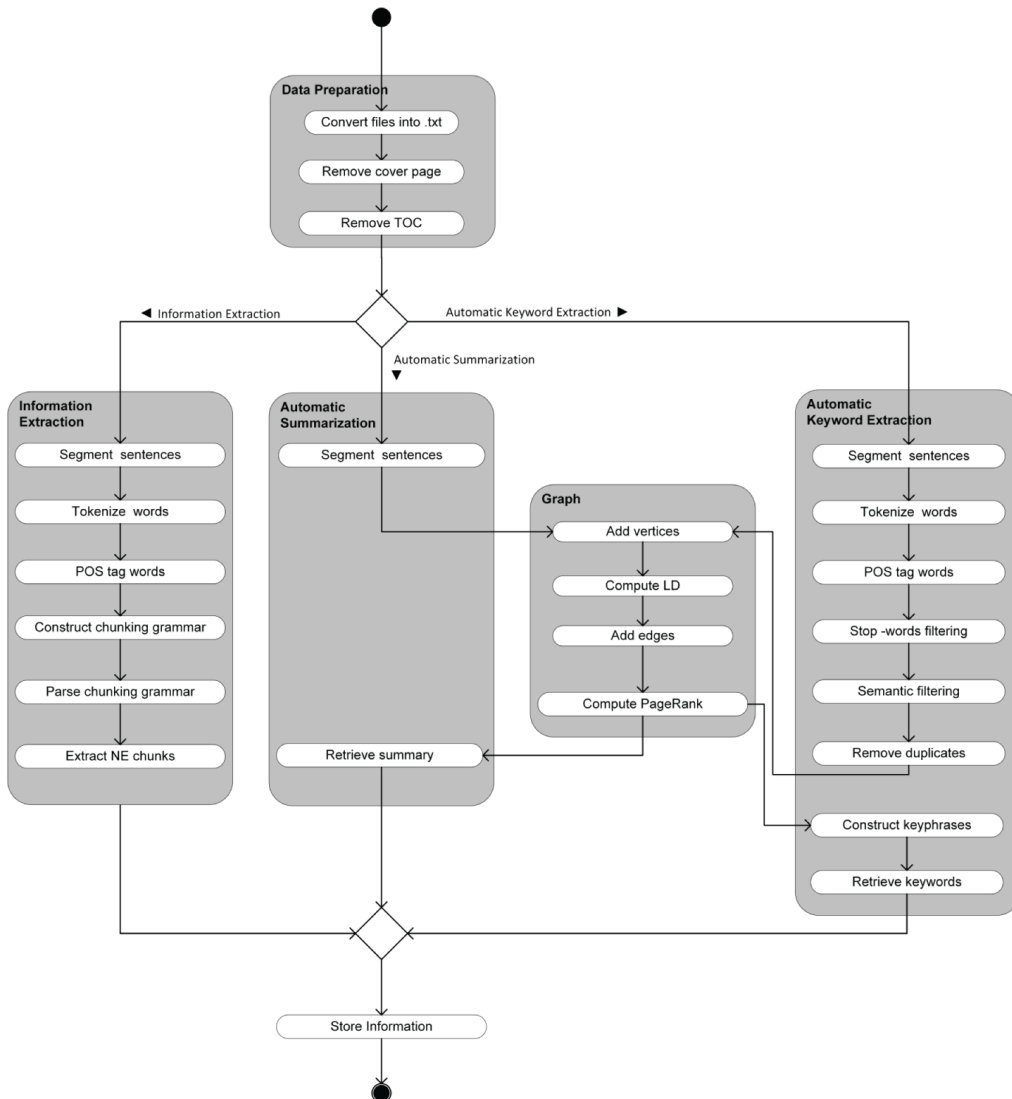 Data Preparation
Convert files into .txt
Remove cover page
Remove TOC
◄ Information Extraction
Automatic Keyword Extraction ►
Automatic Summarization
▼
Information
Extraction
Segment sentences
Tokenize words
POS tag words
Construct chunking grammar
Parse chunking grammar
Extract NE chunks
Automatic
Summarization
Segment sentences
Retrieve summary
Graph
Add vertices
Compute LD
Add edges
Compute PageRank
Automatic
Keyword Extraction
Segment sentences
Tokenize words
POS tag words
Stop -words filtering
Semantic filtering
Remove duplicates
Construct keyphrases
Retrieve keywords
Store Information